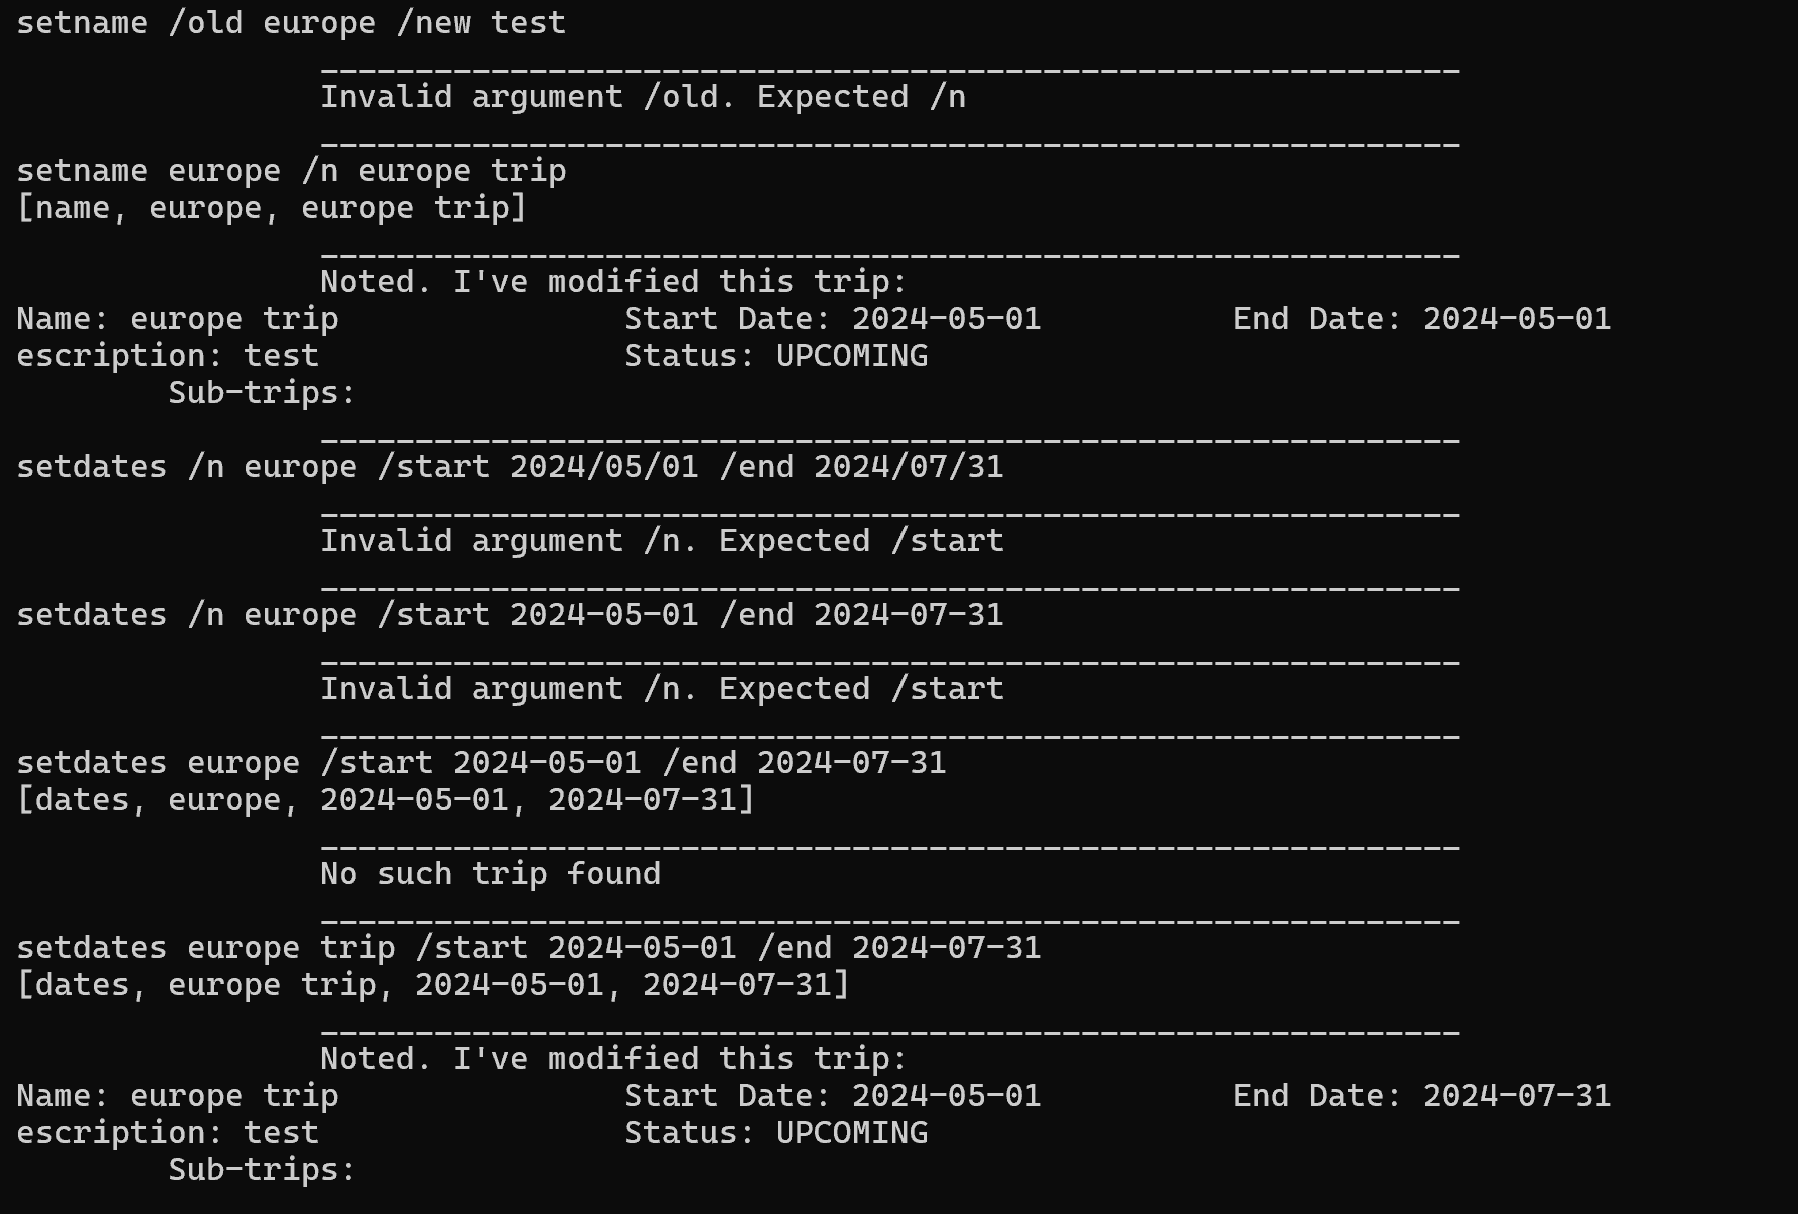 setname /old europe /new test
____________________________________________________________
Invalid argument /old. Expected /n
____________________________________________________________
setname europe /n europe trip
[name, europe, europe trip]
____________________________________________________________
Noted. I've modified this trip:
Name: europe trip Start Date: 2024-05-01 End Date: 2024-05-01
escription: test Status: UPCOMING
Sub-trips:
____________________________________________________________
setdates /n europe /start 2024/05/01 /end 2024/07/31
____________________________________________________________
Invalid argument /n. Expected /start
____________________________________________________________
setdates /n europe /start 2024-05-01 /end 2024-07-31
____________________________________________________________
Invalid argument /n. Expected /start
____________________________________________________________
setdates europe /start 2024-05-01 /end 2024-07-31
[dates, europe, 2024-05-01, 2024-07-31]
____________________________________________________________
No such trip found
____________________________________________________________
setdates europe trip /start 2024-05-01 /end 2024-07-31
[dates, europe trip, 2024-05-01, 2024-07-31]
____________________________________________________________
Noted. I've modified this trip:
Name: europe trip Start Date: 2024-05-01 End Date: 2024-07-31
escription: test Status: UPCOMING
Sub-trips: